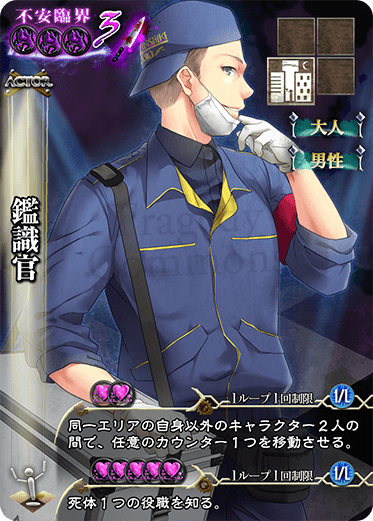 不安臨界
3
ACTOR
大人
男性
鑑識官
1ループ1回制限 1/L
同一エリアの自身以外のキャラクター2人の
間で、任意のカウンター1つを移動させる。
1ループ1回制限 1/L
死体1つの役職を知る。